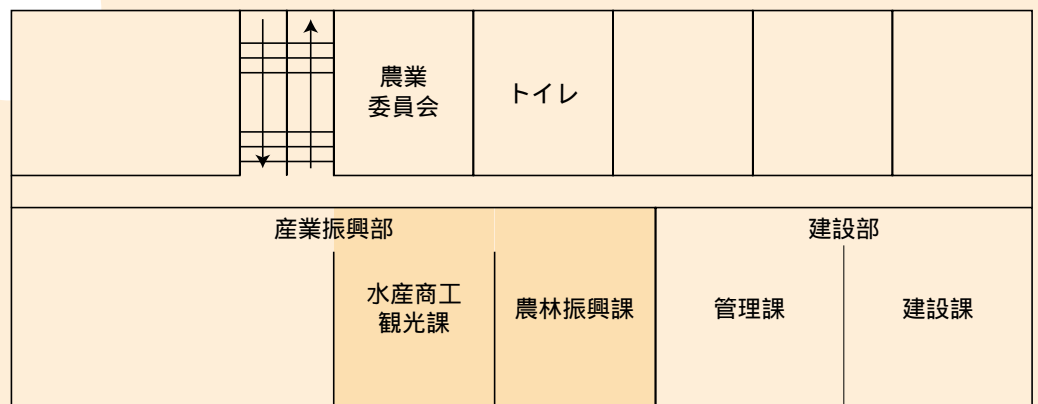 農業
委員会
トイレ
産業振興部
建設部
水産商工
観光課
農林振興課
管理課
建設課